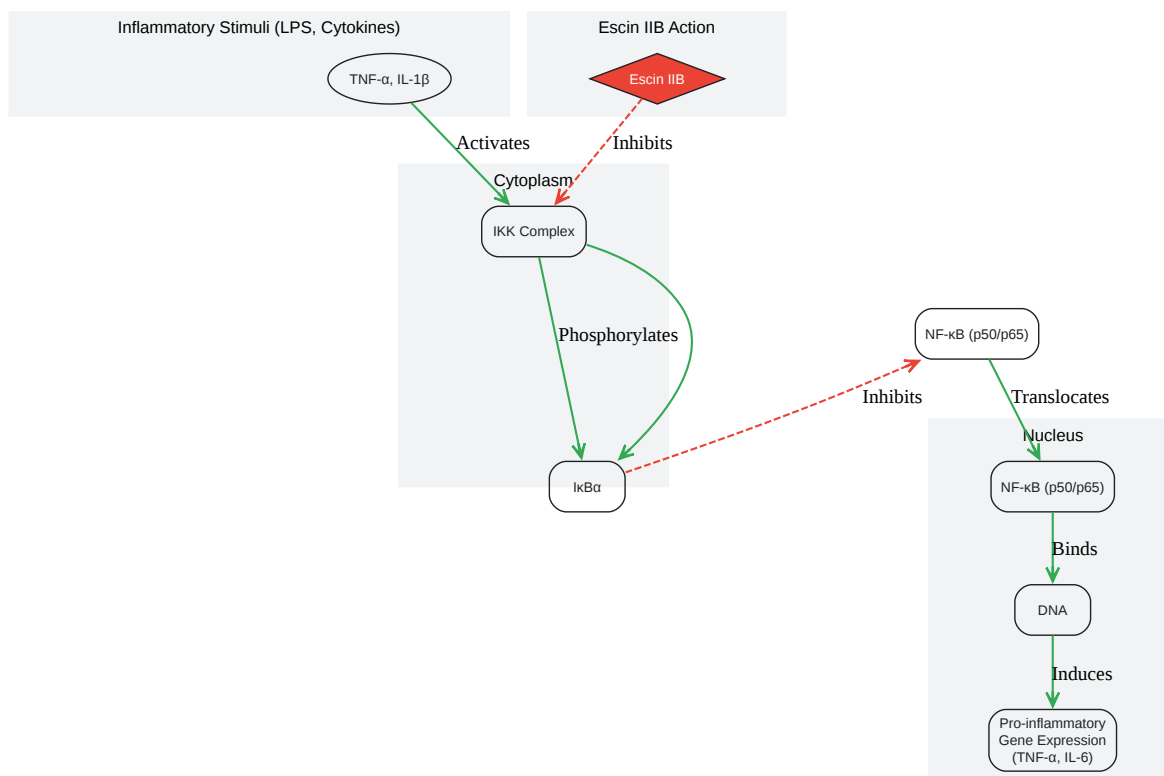 Inflammatory Stimuli (LPS, Cytokines)
Escin IIB Action
TNF-α, IL-1β
Escin IIB
Activates
Inhibits
Cytoplasm
IKK Complex
Phosphorylates
NF-κB (p50/p65)
Inhibits
Translocates
Nucleus
IκBα
NF-κB (p50/p65)
Binds
DNA
Induces
Pro-inflammatory
Gene Expression
(TNF-α, IL-6)